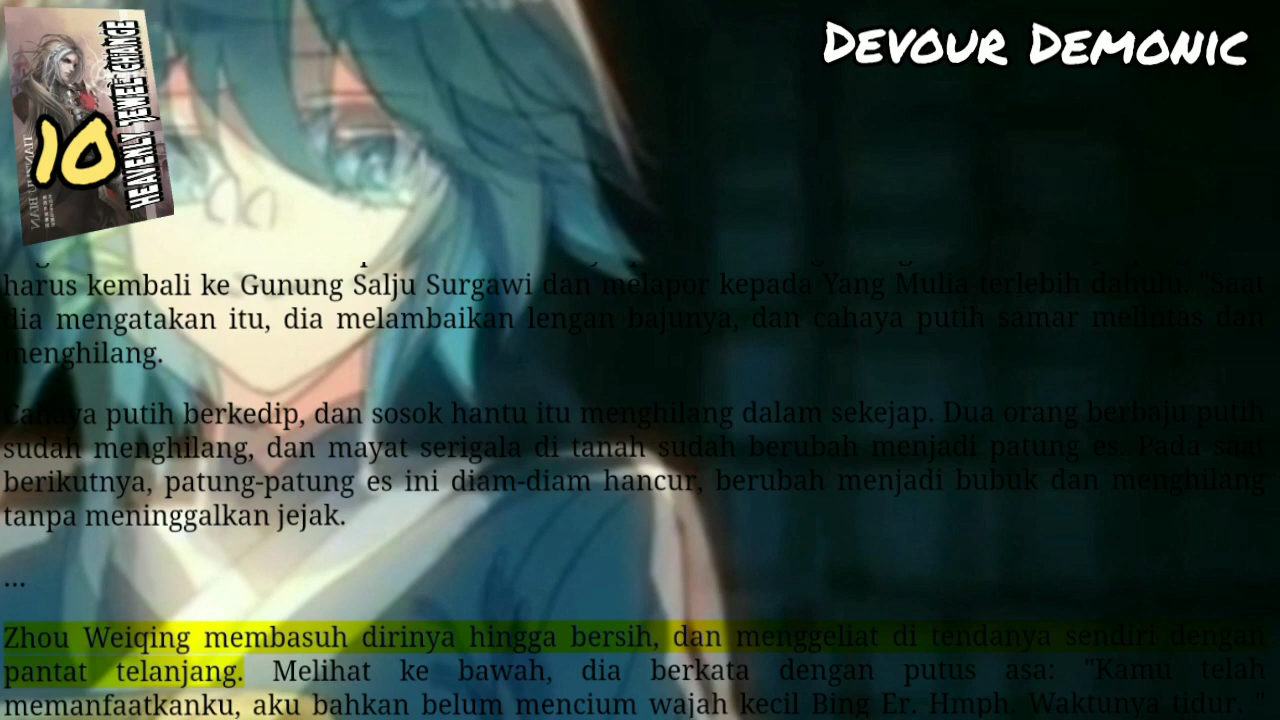 DEVOUR DEMONIC
HEAVENLY JEWEL CHANGE
10
harus kembali ke Gunung Salju Surgawi dan melapor kepada Yang Mulia terlebih dahulu. "Saat
dia mengatakan itu, dia melambaikan lengan bajunya, dan cahaya putih samar melintas dan
menghilang.
Cahaya putih berkedip, dan sosok hantu itu menghilang dalam sekejap. Dua orang berbaju putih
sudah menghilang, dan mayat serigala di tanah sudah berubah menjadi patung es. Pada saat
berikutnya, patung-patung es ini diam-diam hancur, berubah menjadi bubuk dan menghilang
tanpa meninggalkan jejak.
...
Zhou Weiqing membasuh dirinya hingga bersih, dan menggeliat di tendanya sendiri dengan
pantat telanjang. Melihat ke bawah, dia berkata dengan putus asa: "Kamu telah
memanfaatkanku, aku bahkan belum mencium wajah kecil Bing Er. Hmph. Waktunya tidur. "